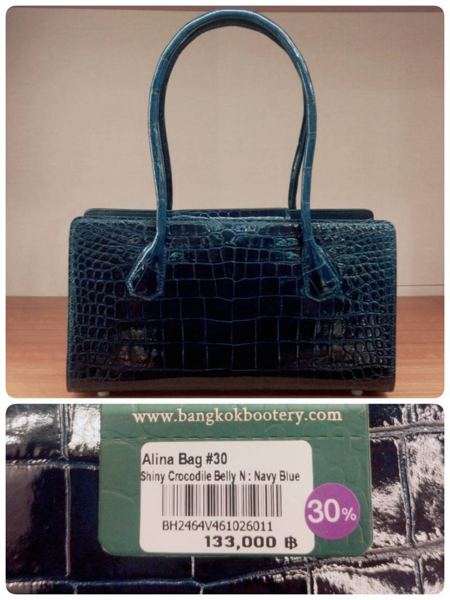 www.bangkokbootery.com
Alina Bag #30
Shiny Crocodile Belly N : Navy Blue
BH2464V461026011
133,000 ฿
30%